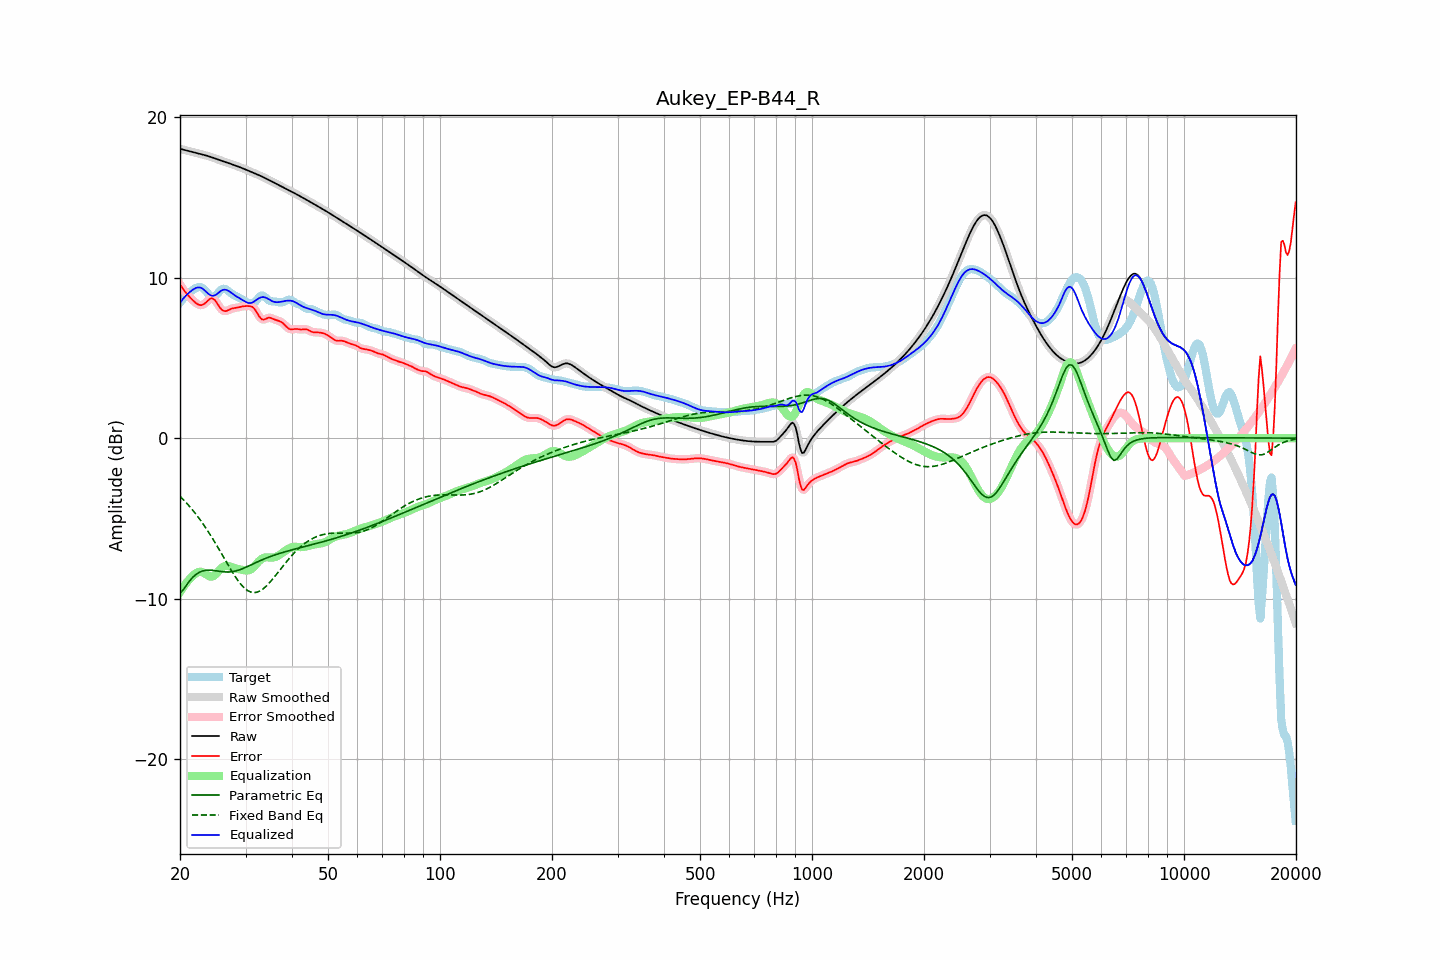 Aukey_EP-B44_R
20
10
0
−10
−20
Amplitude (dBr)
Target
Raw Smoothed
Error Smoothed
Raw
Error
Equalization
Parametric Eq
Fixed Band Eq
Equalized
20 50 100 200 500 1000 2000 5000 10000 20000
Frequency (Hz)